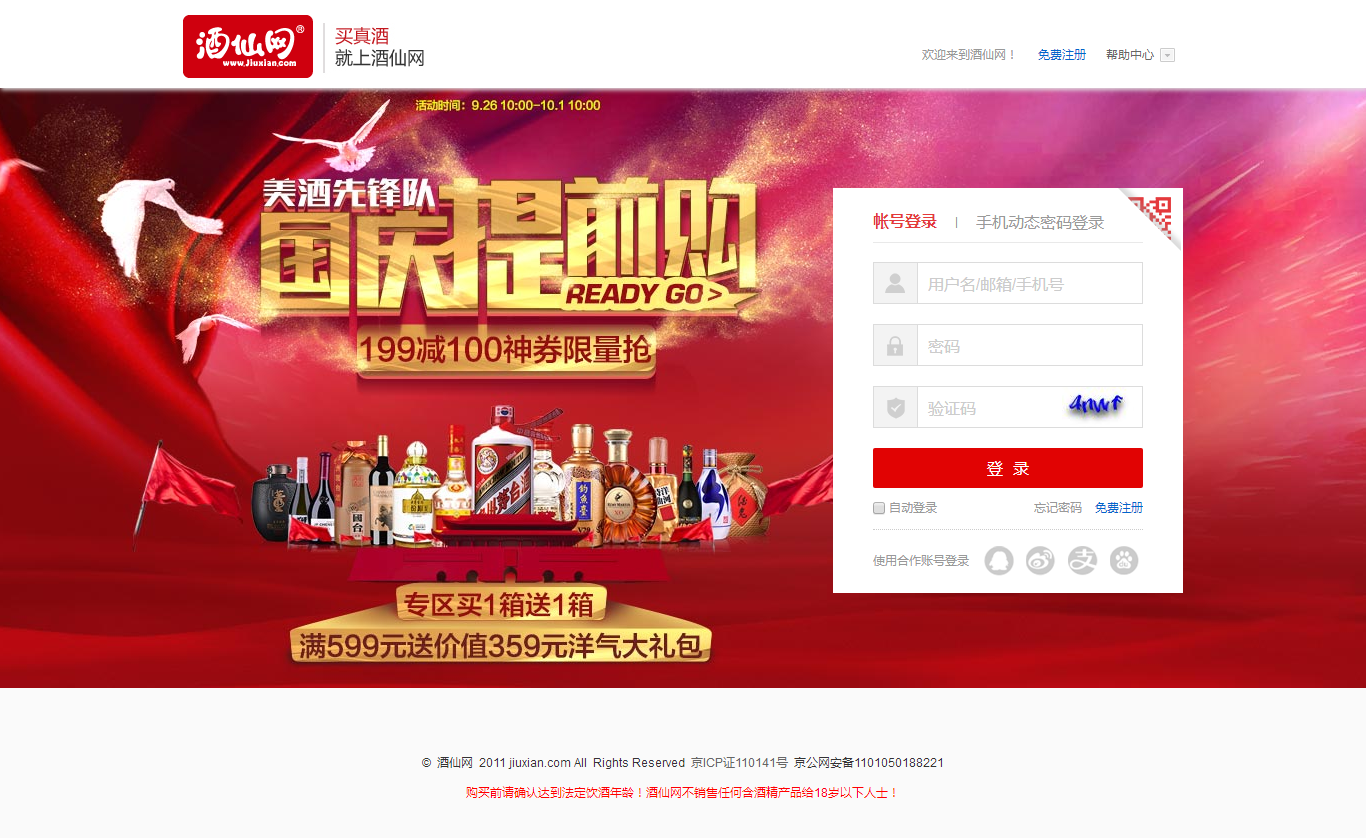 酒仙网®
www.Jiuxian.com
买真酒
就上酒仙网
欢迎来到酒仙网！ 免费注册 帮助中心
活动时间：9.26 10:00-10.1 10:00
美酒先锋队
国庆提前购
READY GO >
199减100神券限量抢
专区买1箱送1箱
满599元送价值359元洋气大礼包
帐号登录 | 手机动态密码登录
用户名/邮箱/手机号
密码
验证码
登 录
自动登录 忘记密码 免费注册
使用合作账号登录
© 酒仙网 2011 jiuxian.com All Rights Reserved 京ICP证110141号 京公网安备1101050188221
购买前请确认达到法定饮酒年龄！酒仙网不销售任何含酒精产品给18岁以下人士！